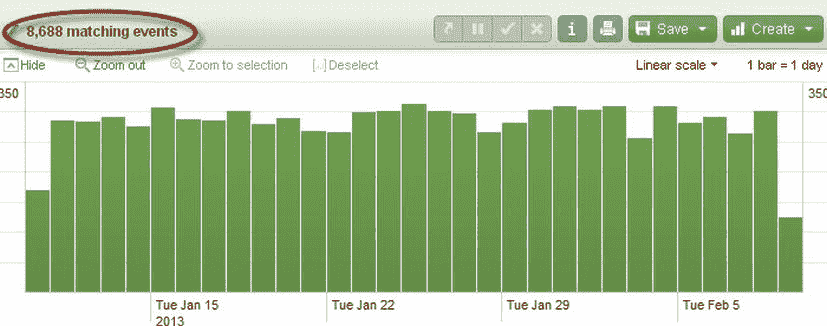 8,688 matching events
i
Save
Create
Hide
Zoom out
Zoom to selection
[..] Deselect
Linear scale
1 bar = 1 day
350
350
Tue Jan 15
2013
Tue Jan 22
Tue Jan 29
Tue Feb 5